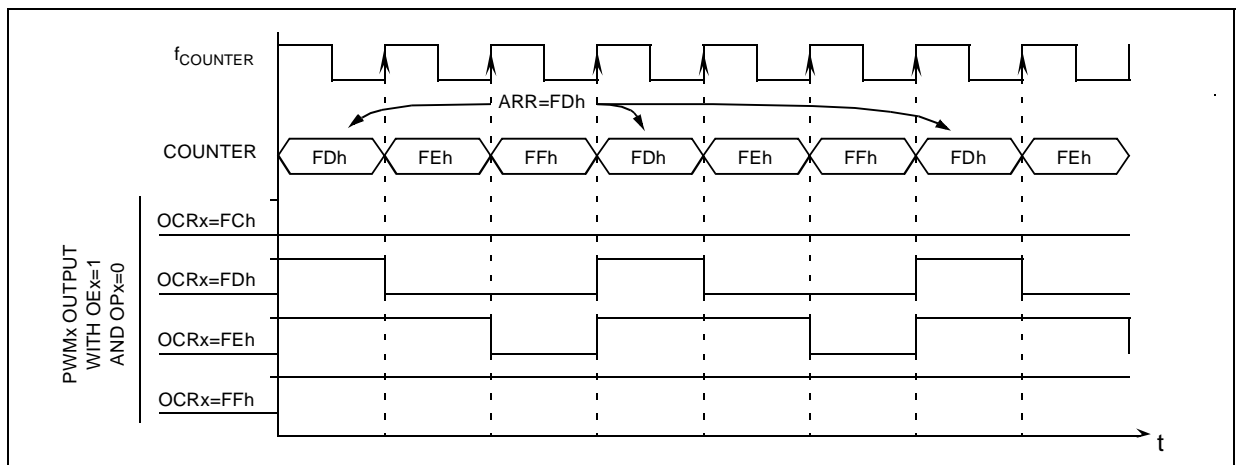 fCOUNTER
ARR=FDh
COUNTER
FDh FEh FFh FDh FEh FFh FDh FEh
PWMx OUTPUT
WITH OEx=1
AND OPx=0
OCRx=FCh
OCRx=FDh
OCRx=FEh
OCRx=FFh
t